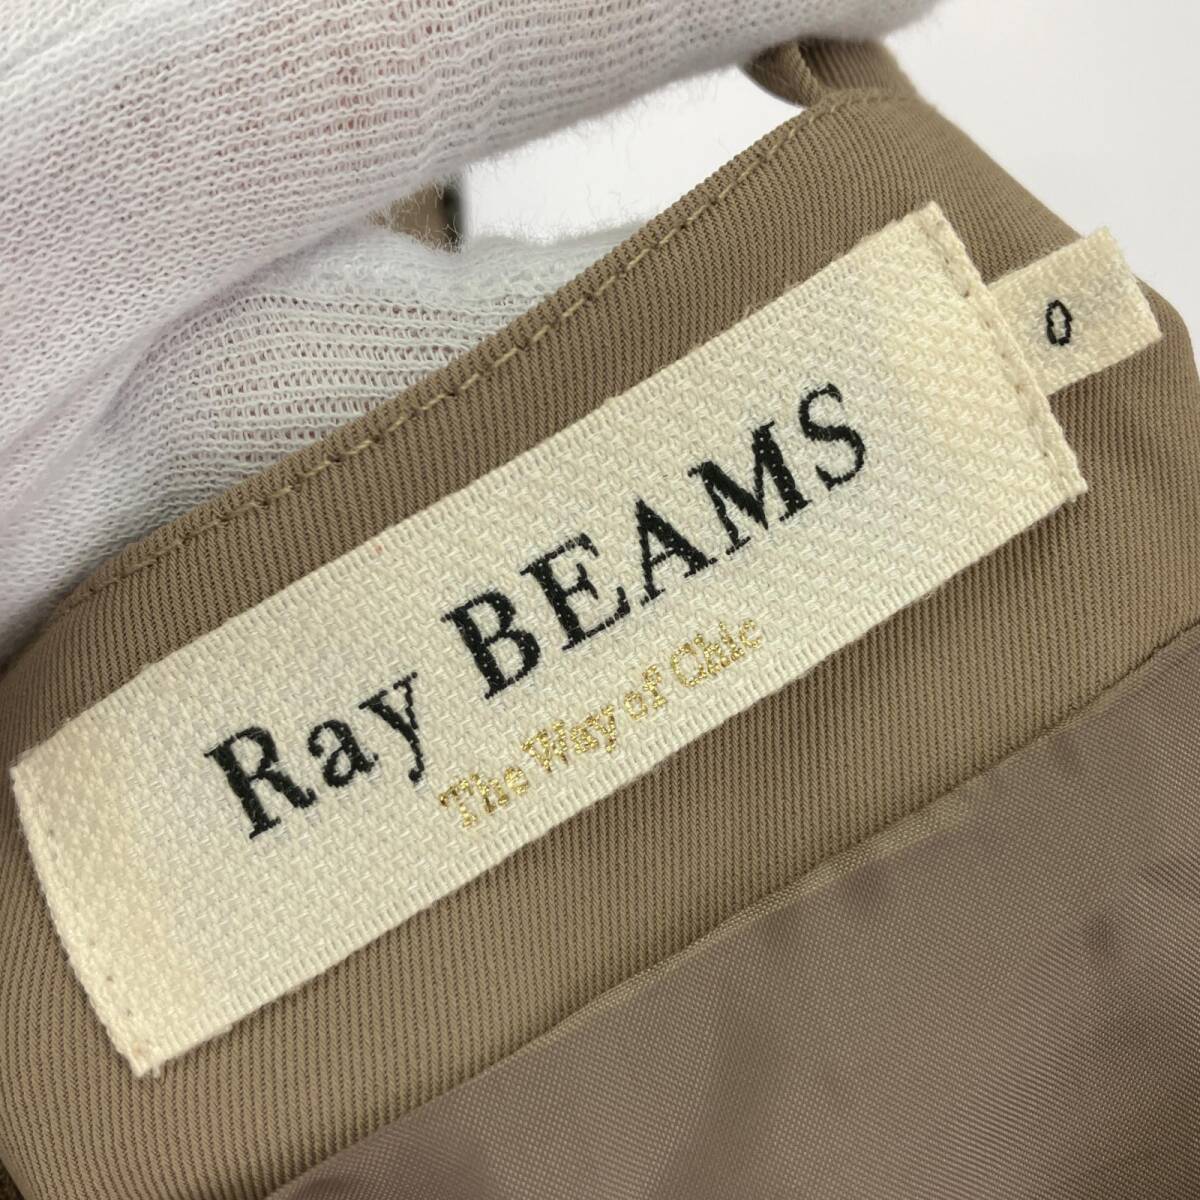 Ray BEAMS
The Way of Chic
0